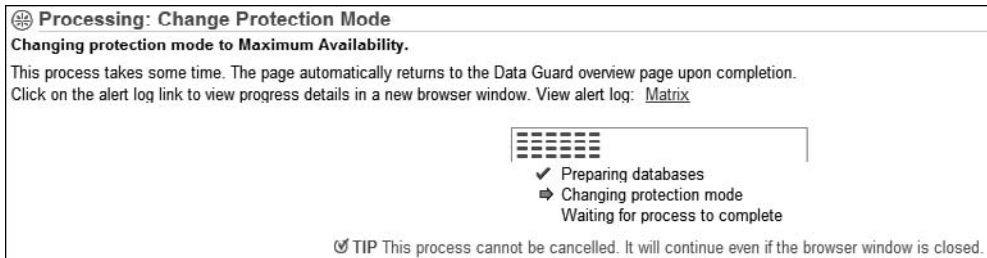 Processing: Change Protection Mode
Changing protection mode to Maximum Availability.
This process takes some time. The page automatically returns to the Data Guard overview page upon completion.
Click on the alert log link to view progress details in a new browser window. View alert log: Matrix
Preparing databases
Changing protection mode
Waiting for process to complete
TIP This process cannot be cancelled. It will continue even if the browser window is closed.